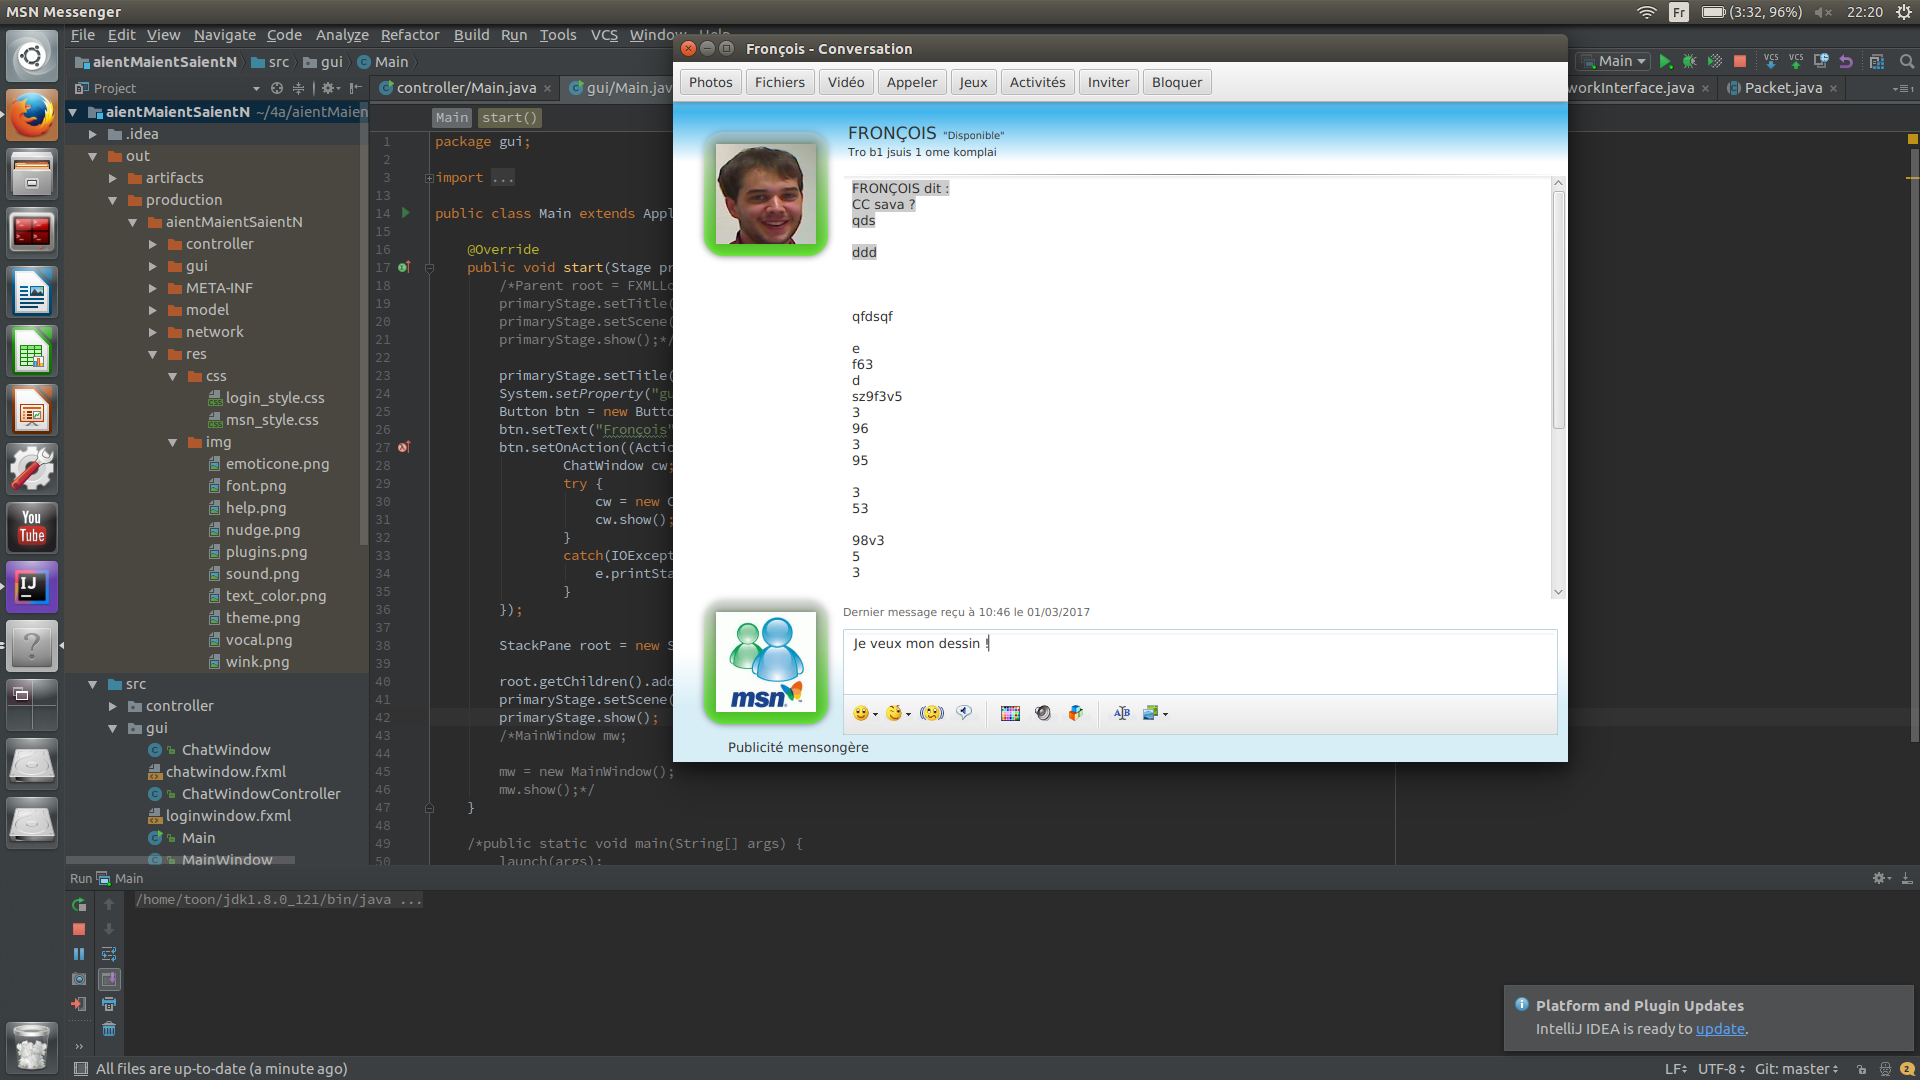 MSN Messenger
Fr
(3:32, 96%)
22:20
File Edit View Navigate Code Analyze Refactor Build Run Tools VCS Window Help
aientMaientSaientN
src
gui
Main
Main
VCS
VCS
Project
controller/Main.java
gui/Main.jav
workInterface.java
Packet.java
aientMaientSaientN ~/4a/aientMaien
.idea
out
artifacts
production
aientMaientSaientN
controller
gui
META-INF
model
network
res
css
login_style.css
msn_style.css
img
emoticone.png
font.png
help.png
nudge.png
plugins.png
sound.png
text_color.png
theme.png
vocal.png
wink.png
src
controller
gui
ChatWindow
chatwindow.fxml
ChatWindowController
loginwindow.fxml
Main
MainWindow
Main
start()
1 package gui;
2
3 import ...
13
14 public class Main extends Appl
15
16 @Override
17 public void start(Stage pr
18 /*Parent root = FXMLLo
19 primaryStage.setTitle(
20 primaryStage.setScene(
21 primaryStage.show();*/
22
23 primaryStage.setTitle(
24 System.setProperty("gu
25 Button btn = new Butto
26 btn.setText("Fronçois"
27 btn.setOnAction((Actio
28 ChatWindow cw;
29 try {
30 cw = new C
31 cw.show();
32 }
33 catch(IOExcept
34 e.printSta
35 }
36 });
37
38 StackPane root = new S
39
40 root.getChildren().add
41 primaryStage.setScene(
42 primaryStage.show();
43 /*MainWindow mw;
44
45 mw = new MainWindow();
46 mw.show();*/
47 }
48
49 /*public static void main(String[] args) {
50 launch(args);
Fronçois - Conversation
Photos
Fichiers
Vidéo
Appeler
Jeux
Activités
Inviter
Bloquer
FRONÇOIS "Disponible"
Tro b1 jsuis 1 ome komplai
FRONÇOIS dit :
CC sava ?
qds
ddd
qfdsqf
e
f63
d
sz9f3v5
3
96
3
95
3
53
98v3
5
3
Dernier message reçu à 10:46 le 01/03/2017
msn
Je veux mon dessin !
Publicité mensongère
You
Tube
IJ
Run
Main
/home/toon/jdk1.8.0_121/bin/java ...
Platform and Plugin Updates
IntelliJ IDEA is ready to update.
All files are up-to-date (a minute ago)
LF
UTF-8
Git: master
2